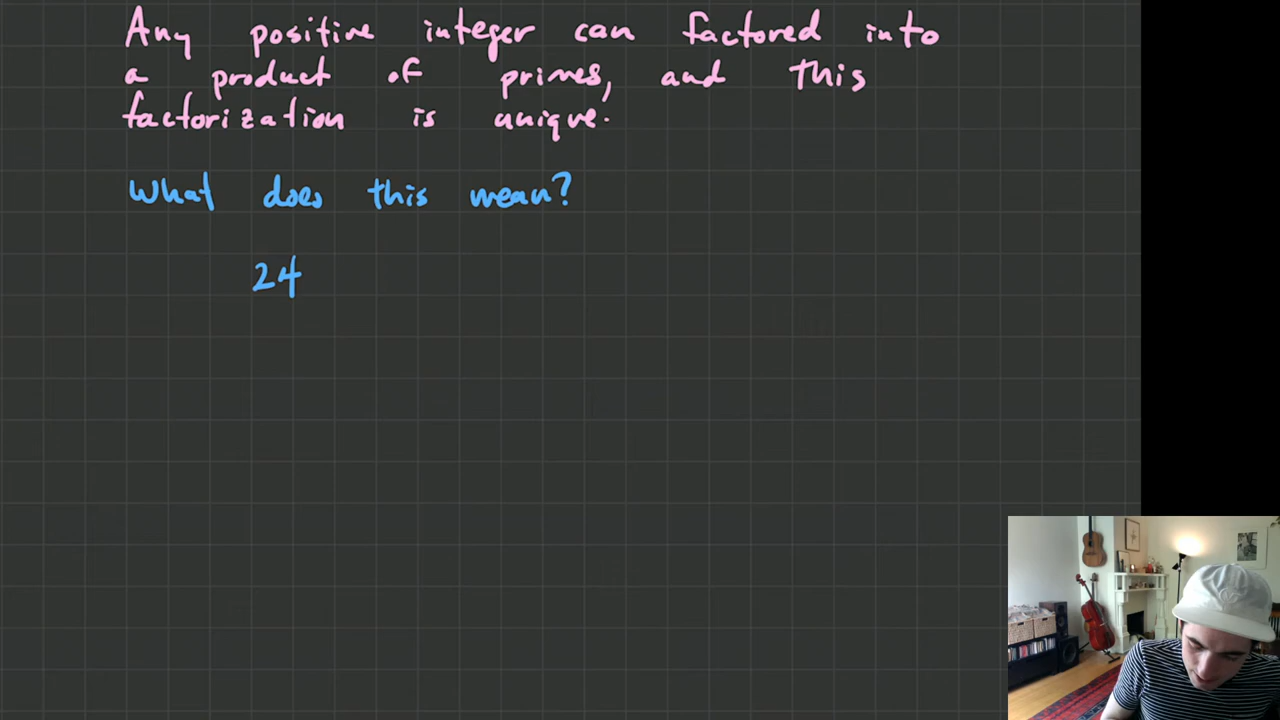 Any positive integer can factored into
a product of primes, and this
factorization is unique.
What does this mean?
24